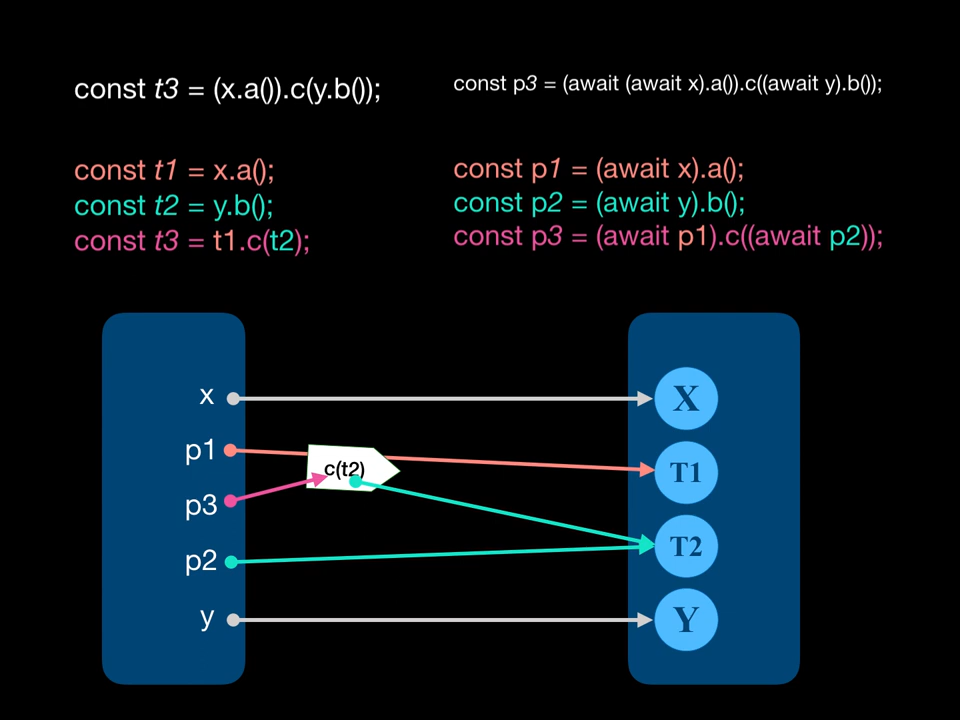 const t3 = (x.a()).c(y.b());
const p3 = (await (await x).a()).c((await y).b());
const t1 = x.a();
const t2 = y.b();
const t3 = t1.c(t2);
const p1 = (await x).a();
const p2 = (await y).b();
const p3 = (await p1).c((await p2));
x
X
p1
c(t2)
T1
p3
p2
T2
y
Y